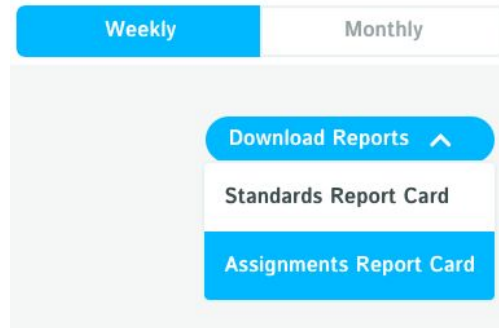 Weekly
Monthly
Download Reports
Standards Report Card
Assignments Report Card